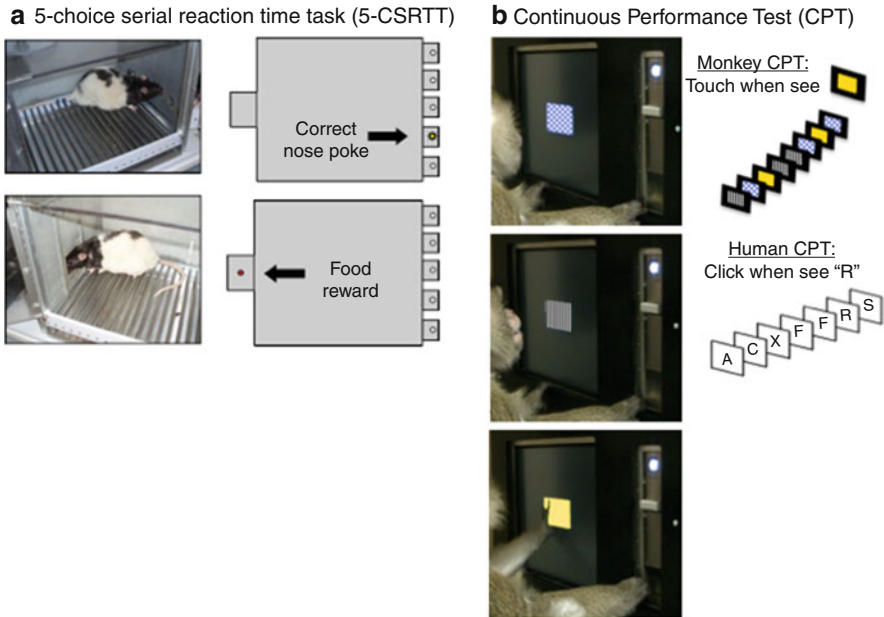 a 5-choice serial reaction time task (5-CSRTT)
Correct
nose poke
Food
reward
b Continuous Performance Test (CPT)
Monkey CPT:
Touch when see
Human CPT:
Click when see “R”
A C X F F R S